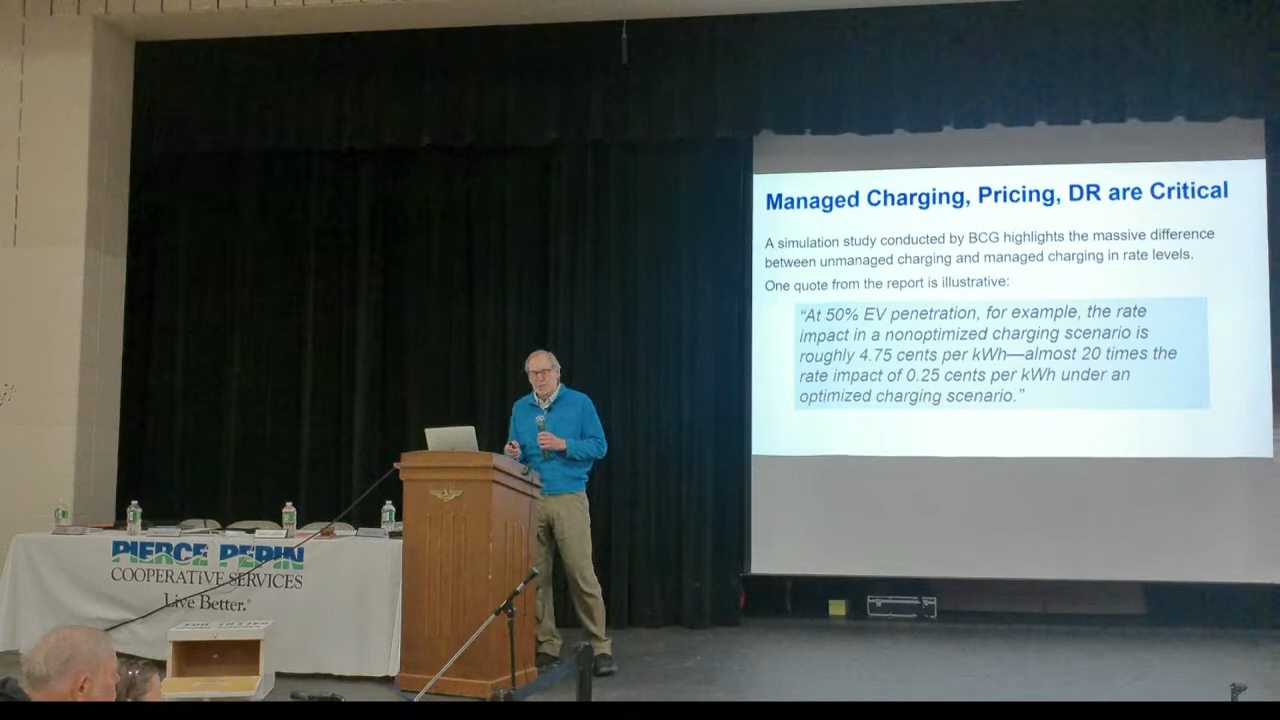 Managed Charging, Pricing, DR are Critical
A simulation study conducted by BCG highlights the massive difference
between unmanaged charging and managed charging in rate levels.
One quote from the report is illustrative:
“At 50% EV penetration, for example, the rate
impact in a nonoptimized charging scenario is
roughly 4.75 cents per kWh—almost 20 times the
rate impact of 0.25 cents per kWh under an
optimized charging scenario.”
PIERCE PEPIN
COOPERATIVE SERVICES
Live Better.®
BALLOT BOX